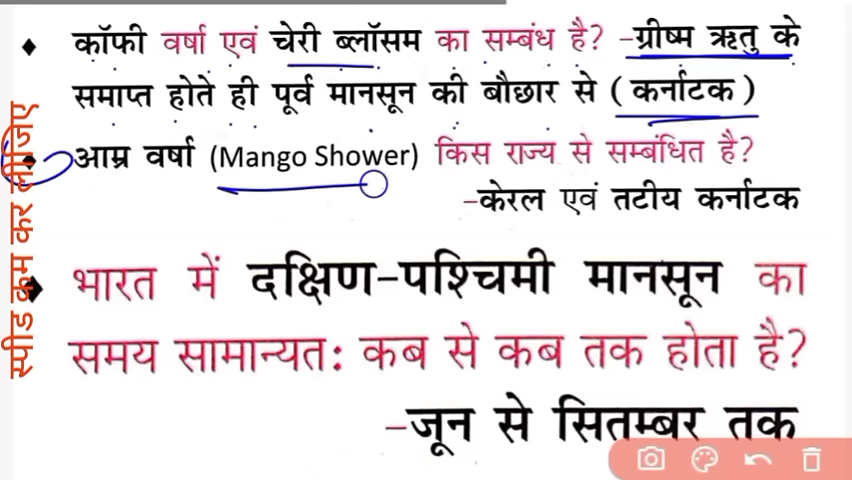 ♦ कॉफी वर्षा एवं चेरी ब्लॉसम का सम्बंध है? -ग्रीष्म ऋतु के
समाप्त होते ही पूर्व मानसून की बौछार से (कर्नाटक)
♦ आम्र वर्षा (Mango Shower) किस राज्य से सम्बंधित है?
-केरल एवं तटीय कर्नाटक
♦ भारत में दक्षिण-पश्चिमी मानसून का
समय सामान्यतः कब से कब तक होता है?
-जून से सितम्बर तक
स्पीड कम कर लीजिए